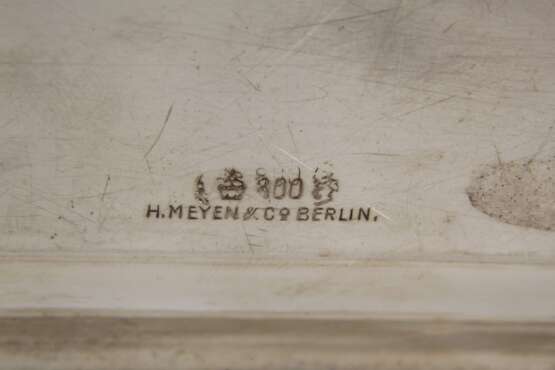 800
H. MEYEN & Cº BERLIN.